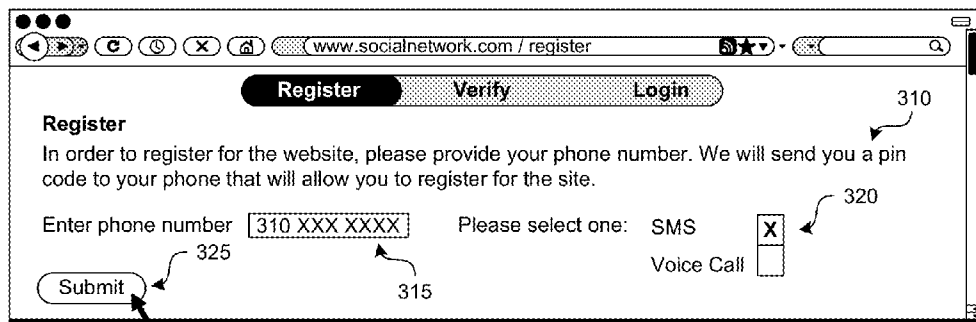 www.socialnetwork.com / register
Register Verify Login
310
Register
In order to register for the website, please provide your phone number. We will send you a pin
code to your phone that will allow you to register for the site.
320
Enter phone number 310 XXX XXXX Please select one: SMS X
325
Voice Call
Submit
315